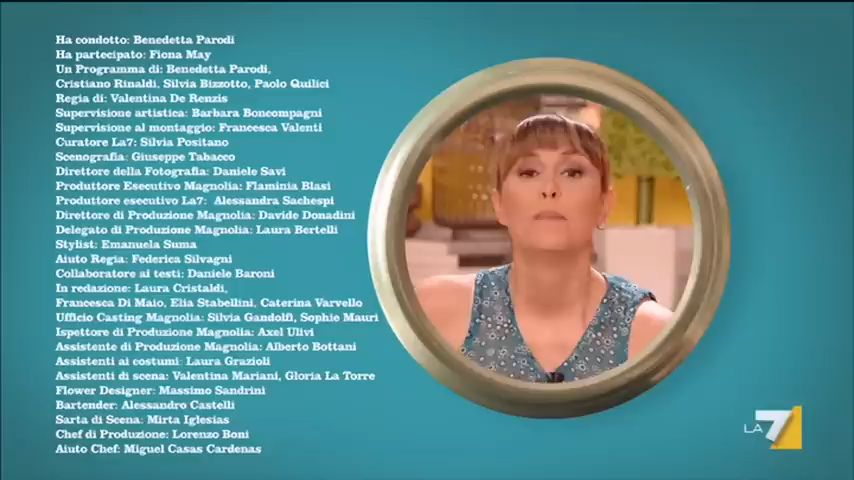 Ha condotto: Benedetta Parodi
Ha partecipato: Fiona May
Un Programma di: Benedetta Parodi,
Cristiano Rinaldi, Silvia Bizzotto, Paolo Quilici
Regia di: Valentina De Renzis
Supervisione artistica: Barbara Boncompagni
Supervisione al montaggio: Francesca Valenti
Curatore La7: Silvia Positano
Scenografia: Giuseppe Tabacco
Direttore della Fotografia: Daniele Savi
Produttore Esecutivo Magnolia: Flaminia Blasi
Produttore esecutivo La7: Alessandra Sachespi
Direttore di Produzione Magnolia: Davide Donadini
Delegato di Produzione Magnolia: Laura Bertelli
Stylist: Emanuela Suma
Aiuto Regia: Federica Silvagni
Collaboratore ai testi: Daniele Baroni
In redazione: Laura Cristaldi,
Francesca Di Maio, Elia Stabellini, Caterina Varvello
Ufficio Casting Magnolia: Silvia Gandolfi, Sophie Mauri
Ispettore di Produzione Magnolia: Axel Ulivi
Assistente di Produzione Magnolia: Alberto Bottani
Assistenti ai costumi: Laura Grazioli
Assistenti di scena: Valentina Mariani, Gloria La Torre
Flower Designer: Massimo Sandrini
Bartender: Alessandro Castelli
Sarta di Scena: Mirta Iglesias
Chef di Produzione: Lorenzo Boni
Aiuto Chef: Miguel Casas Cardenas
LA7